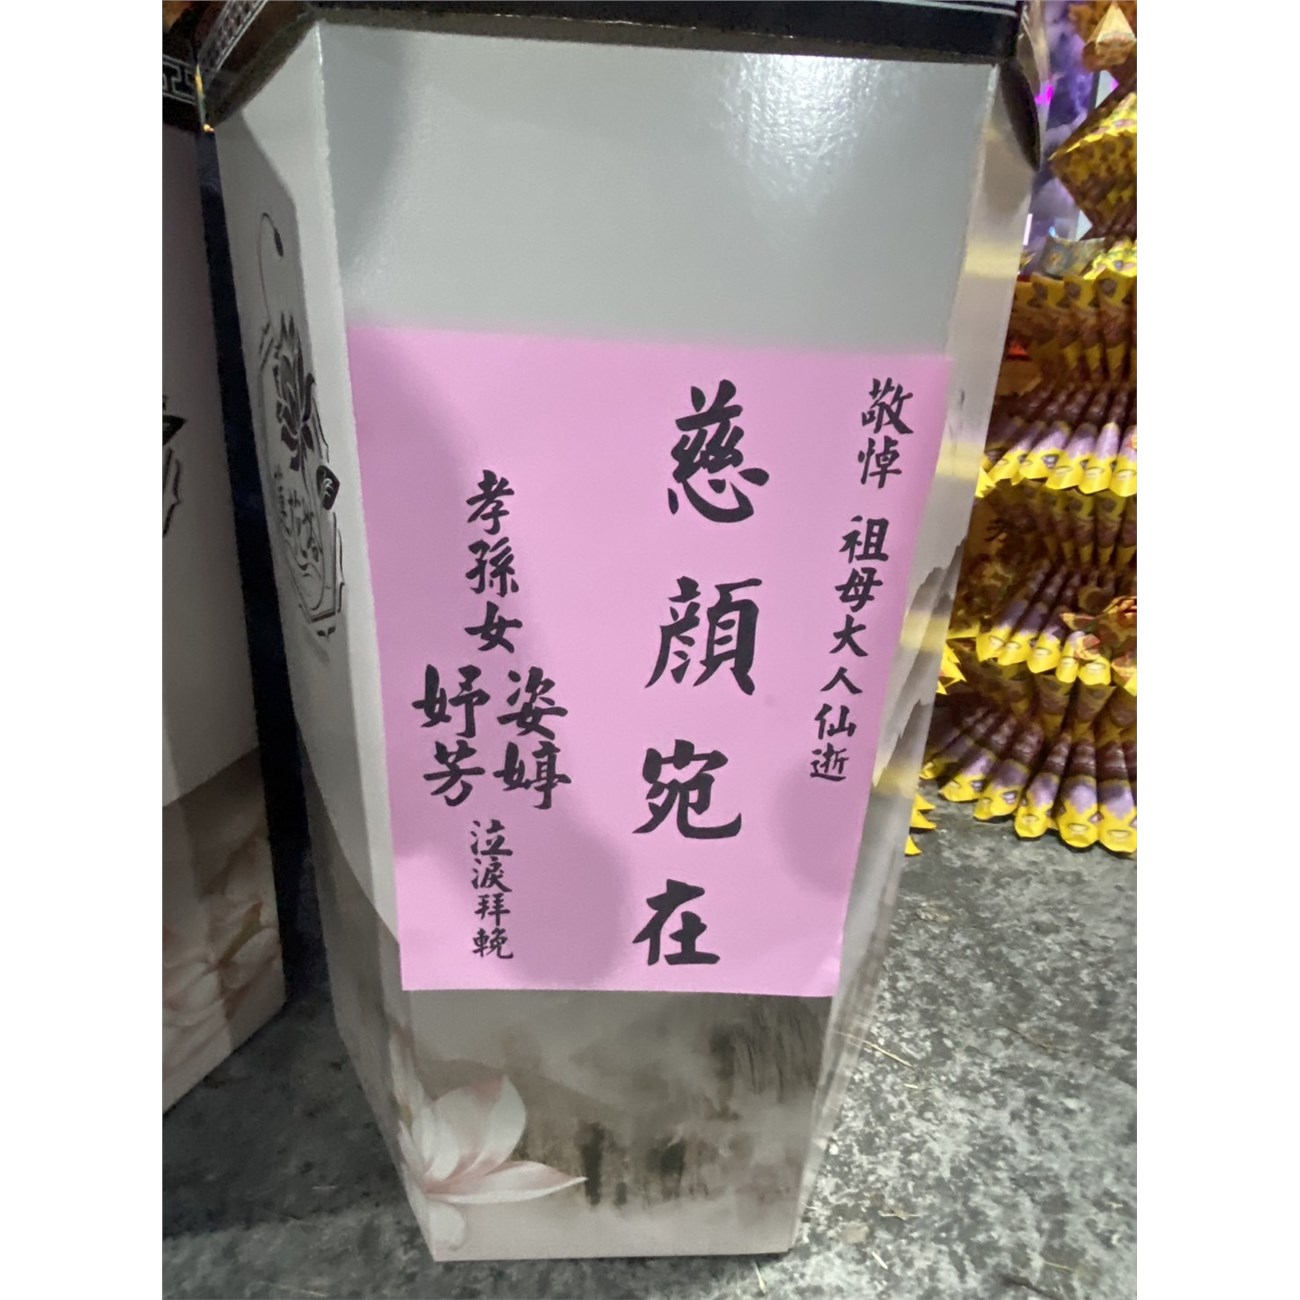 敬悼 祖母大人仙逝
慈顏宛在
孝孫女
姿婷
妤芳
泣淚拜輓